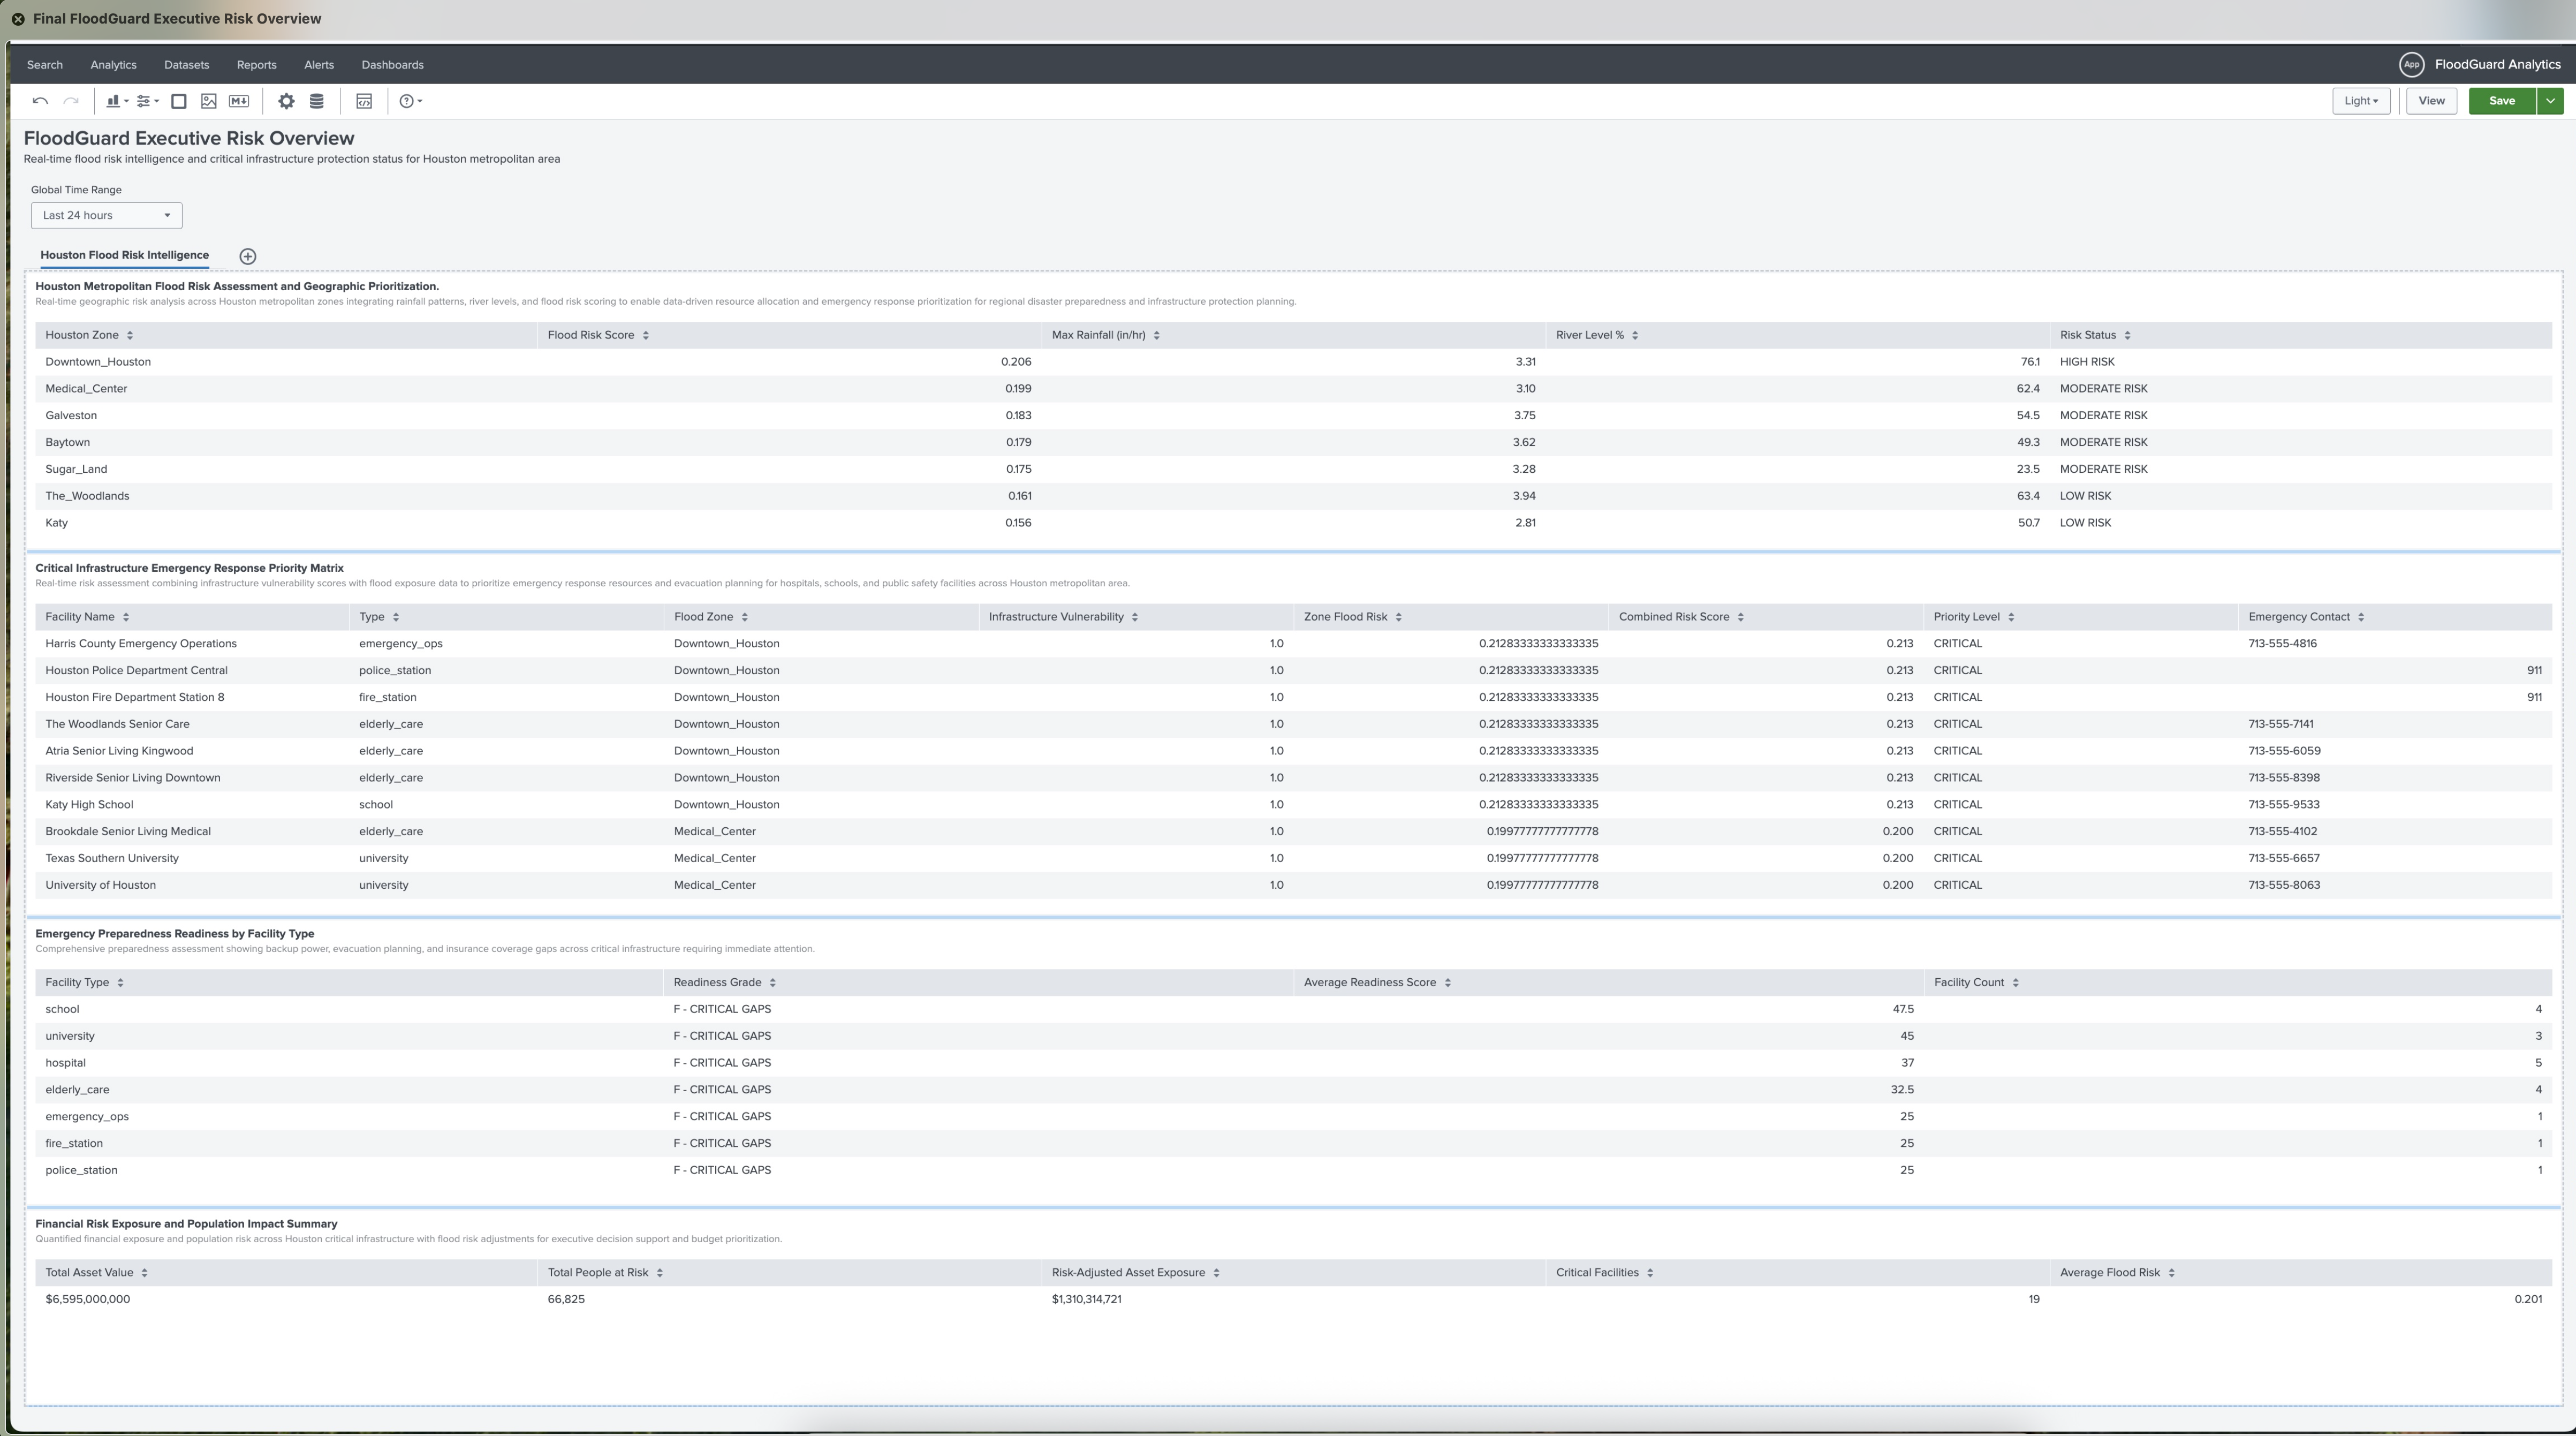 Final FloodGuard Executive Risk Overview
Search Analytics Datasets Reports Alerts Dashboards App FloodGuard Analytics
M Light View Save
FloodGuard Executive Risk Overview
Real-time flood risk intelligence and critical infrastructure protection status for Houston metropolitan area
Global Time Range
Last 24 hours
Houston Flood Risk Intelligence
Houston Metropolitan Flood Risk Assessment and Geographic Prioritization.
Real-time geographic risk analysis across Houston metropolitan zones integrating rainfall patterns, river levels, and flood risk scoring to enable data-driven resource allocation and emergency response prioritization for regional disaster preparedness and infrastructure protection planning.
Houston Zone Flood Risk Score Max Rainfall (in/hr) River Level % Risk Status
Downtown_Houston 0.206 3.31 76.1 HIGH RISK
Medical_Center 0.199 3.10 62.4 MODERATE RISK
Galveston 0.183 3.75 54.5 MODERATE RISK
Baytown 0.179 3.62 49.3 MODERATE RISK
Sugar_Land 0.175 3.28 23.5 MODERATE RISK
The_Woodlands 0.161 3.94 63.4 LOW RISK
Katy 0.156 2.81 50.7 LOW RISK
Critical Infrastructure Emergency Response Priority Matrix
Real-time risk assessment combining infrastructure vulnerability scores with flood exposure data to prioritize emergency response resources and evacuation planning for hospitals, schools, and public safety facilities across Houston metropolitan area.
Facility Name Type Flood Zone Infrastructure Vulnerability Zone Flood Risk Combined Risk Score Priority Level Emergency Contact
Harris County Emergency Operations emergency_ops Downtown_Houston 1.0 0.21283333333333335 0.213 CRITICAL 713-555-4816
Houston Police Department Central police_station Downtown_Houston 1.0 0.21283333333333335 0.213 CRITICAL 911
Houston Fire Department Station 8 fire_station Downtown_Houston 1.0 0.21283333333333335 0.213 CRITICAL 911
The Woodlands Senior Care elderly_care Downtown_Houston 1.0 0.21283333333333335 0.213 CRITICAL 713-555-7141
Atria Senior Living Kingwood elderly_care Downtown_Houston 1.0 0.21283333333333335 0.213 CRITICAL 713-555-6059
Riverside Senior Living Downtown elderly_care Downtown_Houston 1.0 0.21283333333333335 0.213 CRITICAL 713-555-8398
Katy High School school Downtown_Houston 1.0 0.21283333333333335 0.213 CRITICAL 713-555-9533
Brookdale Senior Living Medical elderly_care Medical_Center 1.0 0.19977777777777778 0.200 CRITICAL 713-555-4102
Texas Southern University university Medical_Center 1.0 0.19977777777777778 0.200 CRITICAL 713-555-6657
University of Houston university Medical_Center 1.0 0.19977777777777778 0.200 CRITICAL 713-555-8063
Emergency Preparedness Readiness by Facility Type
Comprehensive preparedness assessment showing backup power, evacuation planning, and insurance coverage gaps across critical infrastructure requiring immediate attention.
Facility Type Readiness Grade Average Readiness Score Facility Count
school F - CRITICAL GAPS 47.5 4
university F - CRITICAL GAPS 45 3
hospital F - CRITICAL GAPS 37 5
elderly_care F - CRITICAL GAPS 32.5 4
emergency_ops F - CRITICAL GAPS 25 1
fire_station F - CRITICAL GAPS 25 1
police_station F - CRITICAL GAPS 25 1
Financial Risk Exposure and Population Impact Summary
Quantified financial exposure and population risk across Houston critical infrastructure with flood risk adjustments for executive decision support and budget prioritization.
Total Asset Value Total People at Risk Risk-Adjusted Asset Exposure Critical Facilities Average Flood Risk
$6,595,000,000 66,825 $1,310,314,721 19 0.201